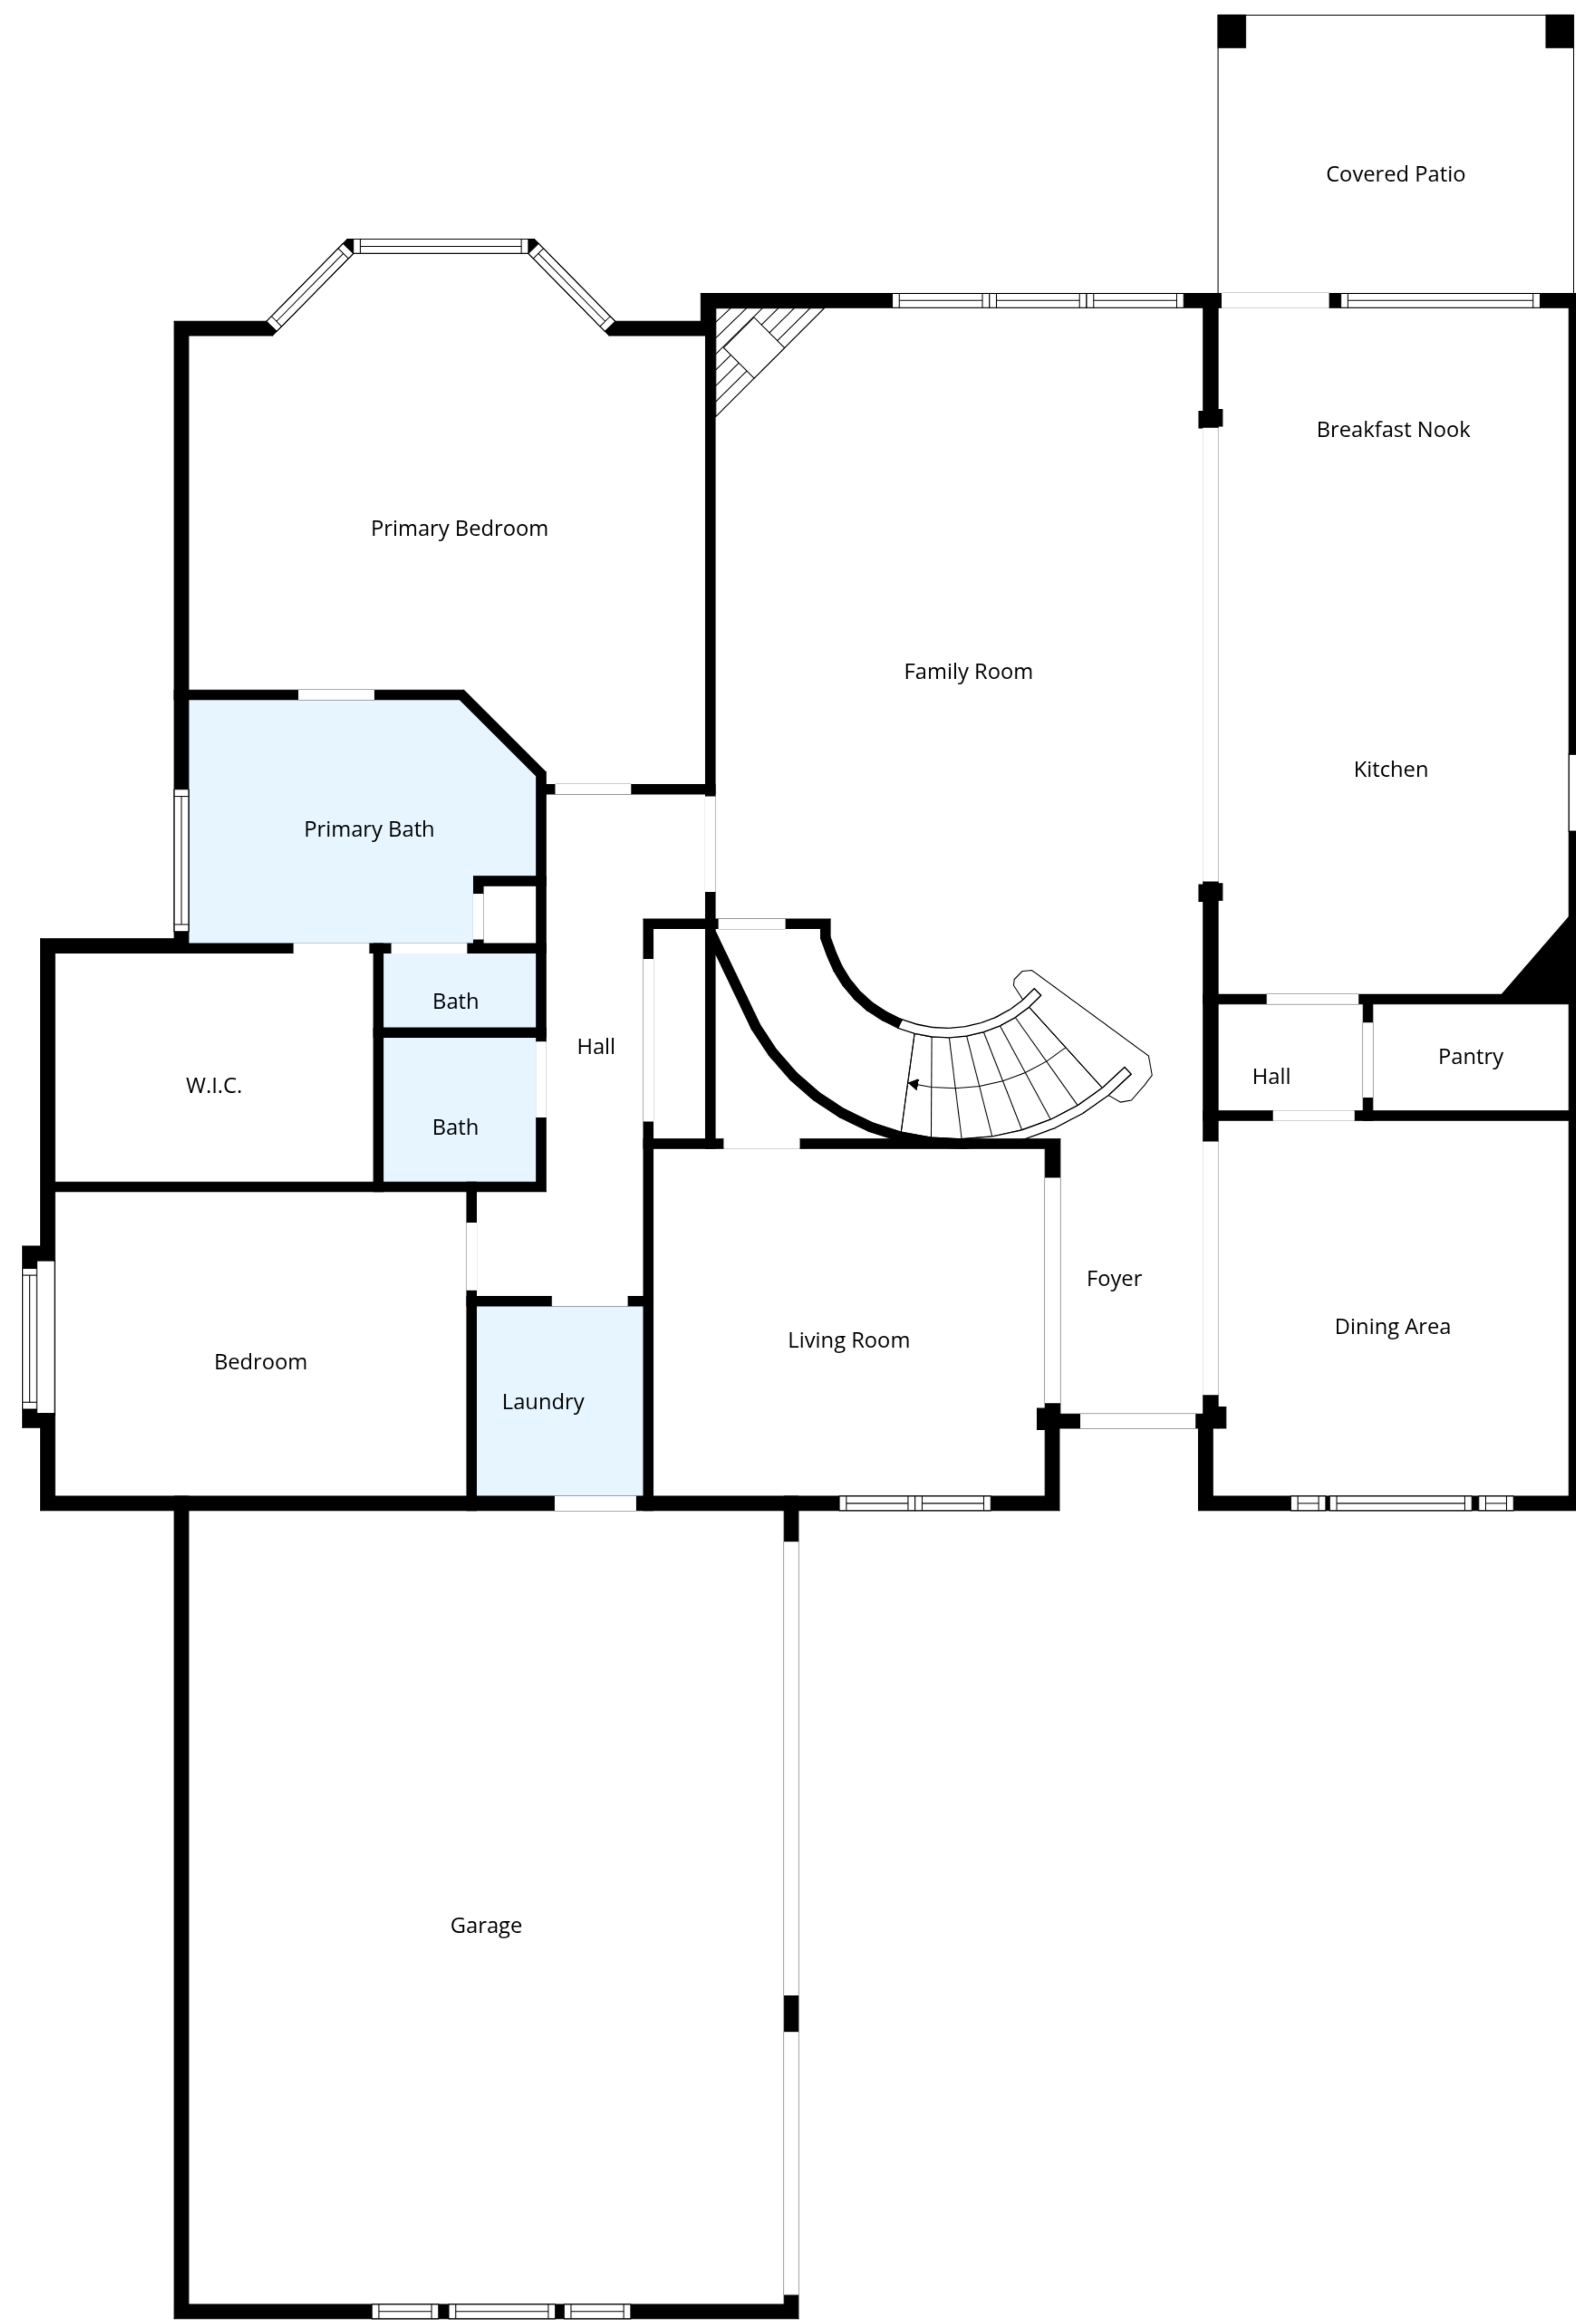 Covered Patio
Breakfast Nook
Primary Bedroom
Family Room
Kitchen
Primary Bath
Bath
Hall
Pantry
W.I.C.
Hall
Bath
Foyer
Dining Area
Living Room
Bedroom
Laundry
Garage